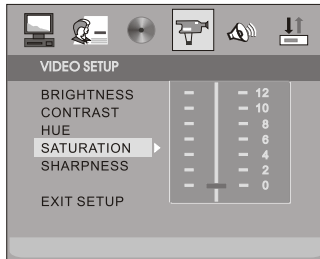 VIDEO SETUP
BRIGHTNESS
CONTRAST
HUE
SATURATION
SHARPNESS
EXIT SETUP
12
10
8
6
4
2
0